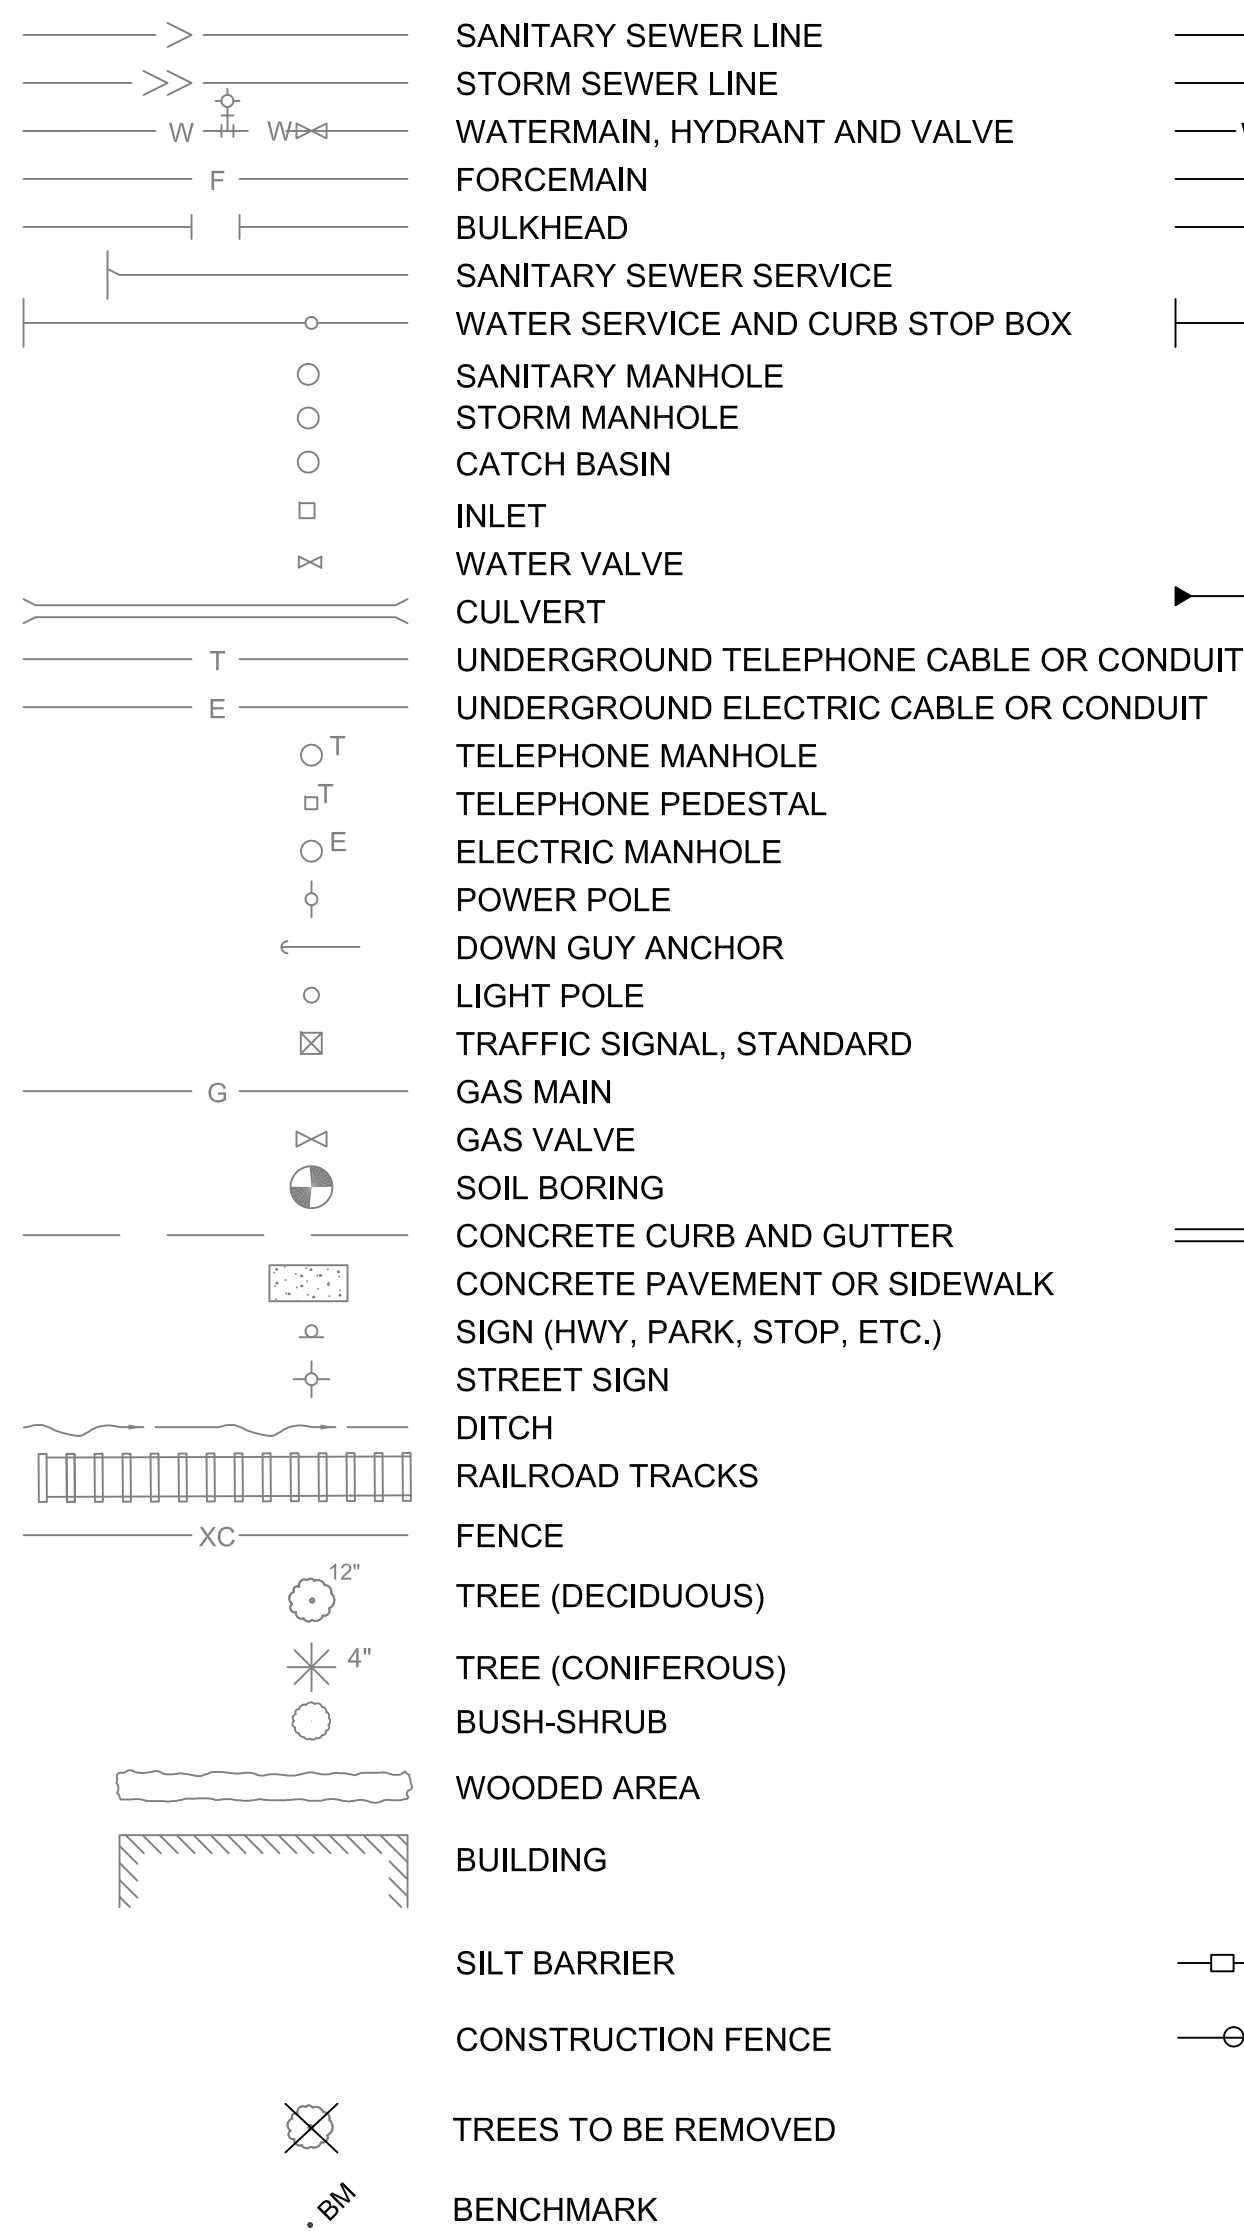 SANITARY SEWER LINE
STORM SEWER LINE
W W WATERMAIN, HYDRANT AND VALVE
F FORCEMAIN
BULKHEAD
SANITARY SEWER SERVICE
WATER SERVICE AND CURB STOP BOX
SANITARY MANHOLE
STORM MANHOLE
CATCH BASIN
INLET
WATER VALVE
CULVERT
T UNDERGROUND TELEPHONE CABLE OR CONDUIT
E UNDERGROUND ELECTRIC CABLE OR CONDUIT
T TELEPHONE MANHOLE
T TELEPHONE PEDESTAL
E ELECTRIC MANHOLE
POWER POLE
DOWN GUY ANCHOR
LIGHT POLE
TRAFFIC SIGNAL, STANDARD
G GAS MAIN
GAS VALVE
SOIL BORING
CONCRETE CURB AND GUTTER
CONCRETE PAVEMENT OR SIDEWALK
SIGN (HWY, PARK, STOP, ETC.)
STREET SIGN
DITCH
RAILROAD TRACKS
XC FENCE
12" TREE (DECIDUOUS)
4" TREE (CONIFEROUS)
BUSH-SHRUB
WOODED AREA
BUILDING
SILT BARRIER
CONSTRUCTION FENCE
TREES TO BE REMOVED
BM BENCHMARK